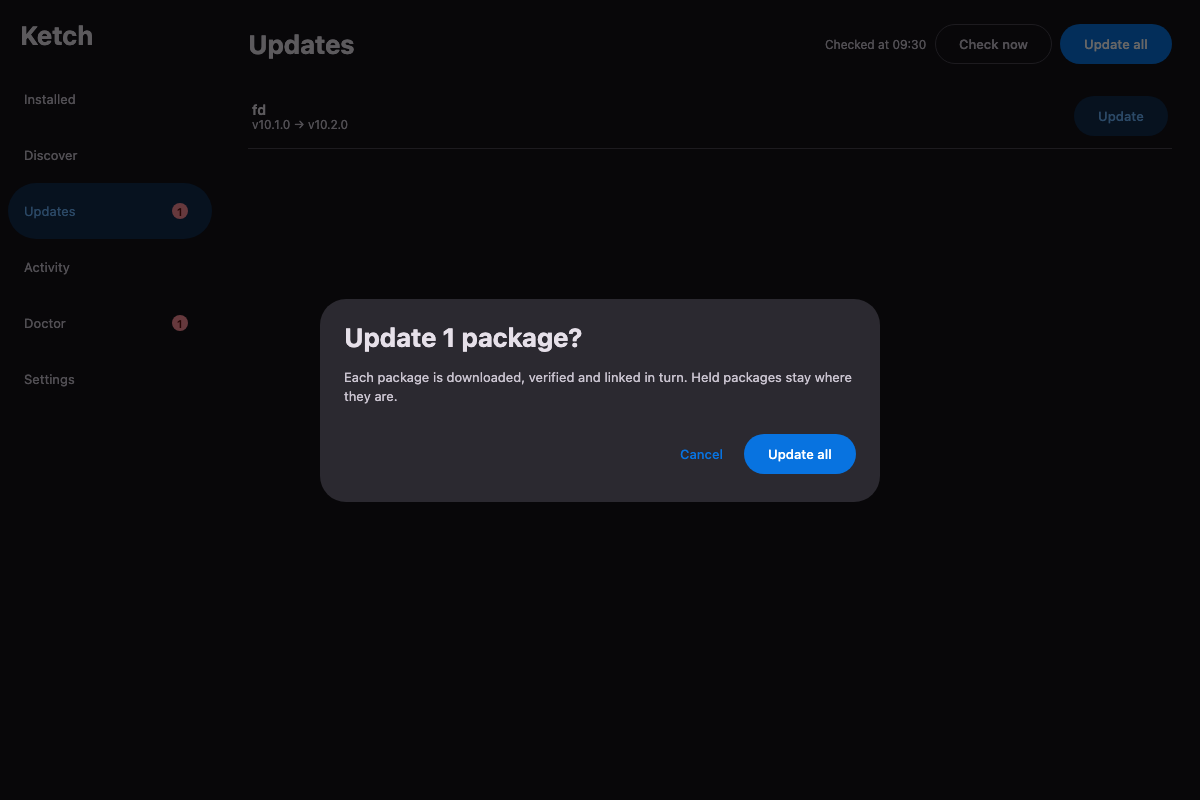 Ketch
Installed
Discover
Updates 1
Activity
Doctor 1
Settings
Updates
Checked at 09:30
Check now
Update all
fd
v10.1.0 → v10.2.0
Update
Update 1 package?
Each package is downloaded, verified and linked in turn. Held packages stay where
they are.
Cancel
Update all